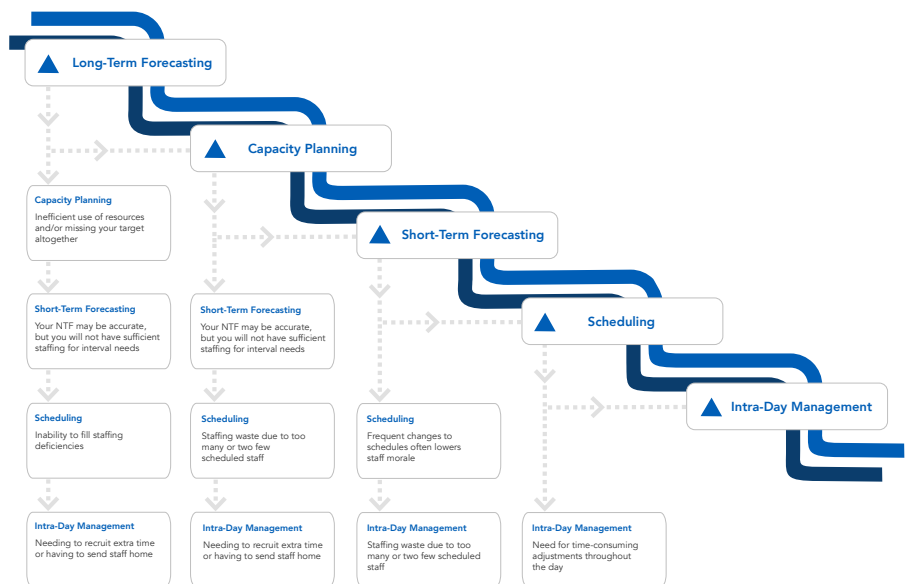 Long-Term Forecasting
Capacity Planning
Short-Term Forecasting
Scheduling
Intra-Day Management
Capacity Planning
Inefficient use of resources
and/or missing your target
altogether
Short-Term Forecasting
Your NTF may be accurate,
but you will not have sufficient
staffing for interval needs
Scheduling
Inability to fill staffing
deficiencies
Intra-Day Management
Needing to recruit extra time
or having to send staff home
Short-Term Forecasting
Your NTF may be accurate,
but you will not have sufficient
staffing for interval needs
Scheduling
Staffing waste due to too
many or two few
scheduled staff
Intra-Day Management
Needing to recruit extra time
or having to send staff home
Scheduling
Frequent changes to
schedules often lowers
staff morale
Intra-Day Management
Staffing waste due to too
many or two few scheduled
staff
Intra-Day Management
Need for time-consuming
adjustments throughout
the day